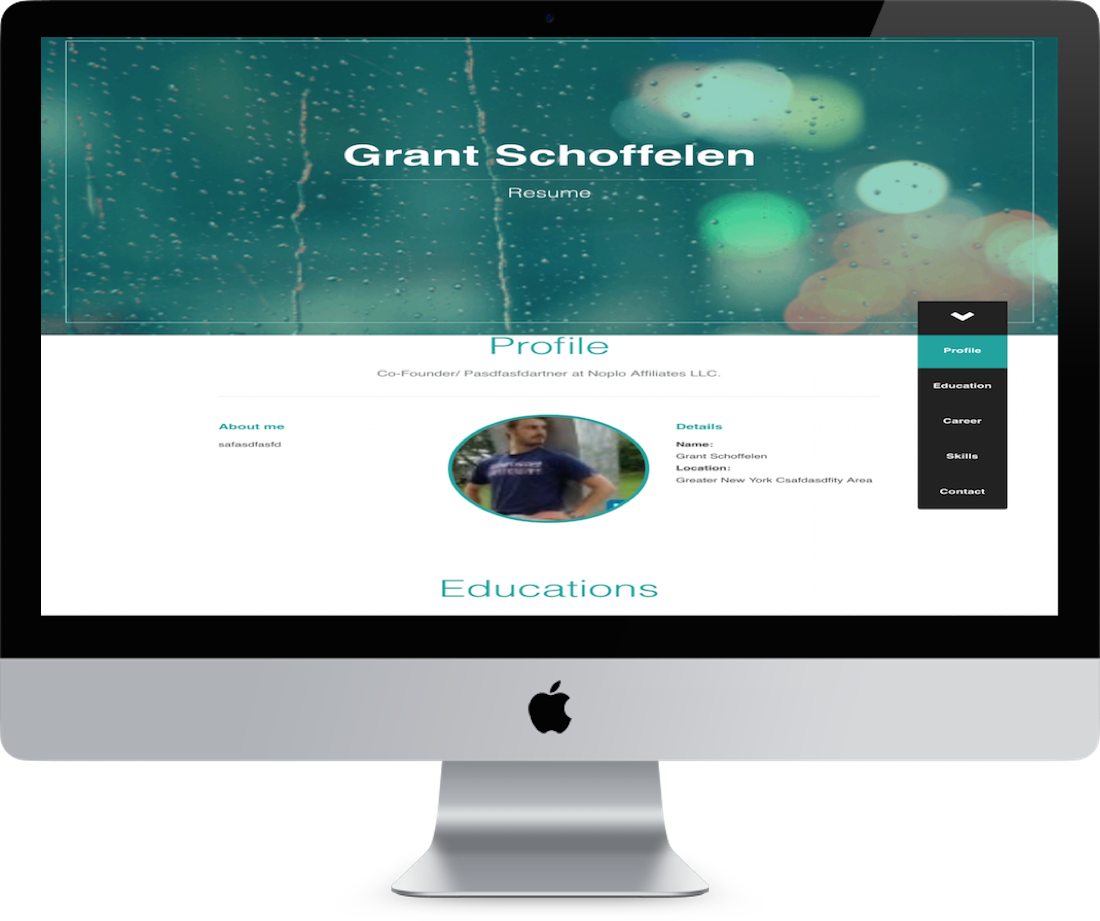 Grant Schoffelen
Resume
Profile
Co-Founder/ Pasdfasfdartner at Noplo Affiliates LLC.
About me
safasdfasfd
Details
Name:
Grant Schoffelen
Location:
Greater New York Csafdasdfity Area
Profile
Education
Career
Skills
Contact
Educations